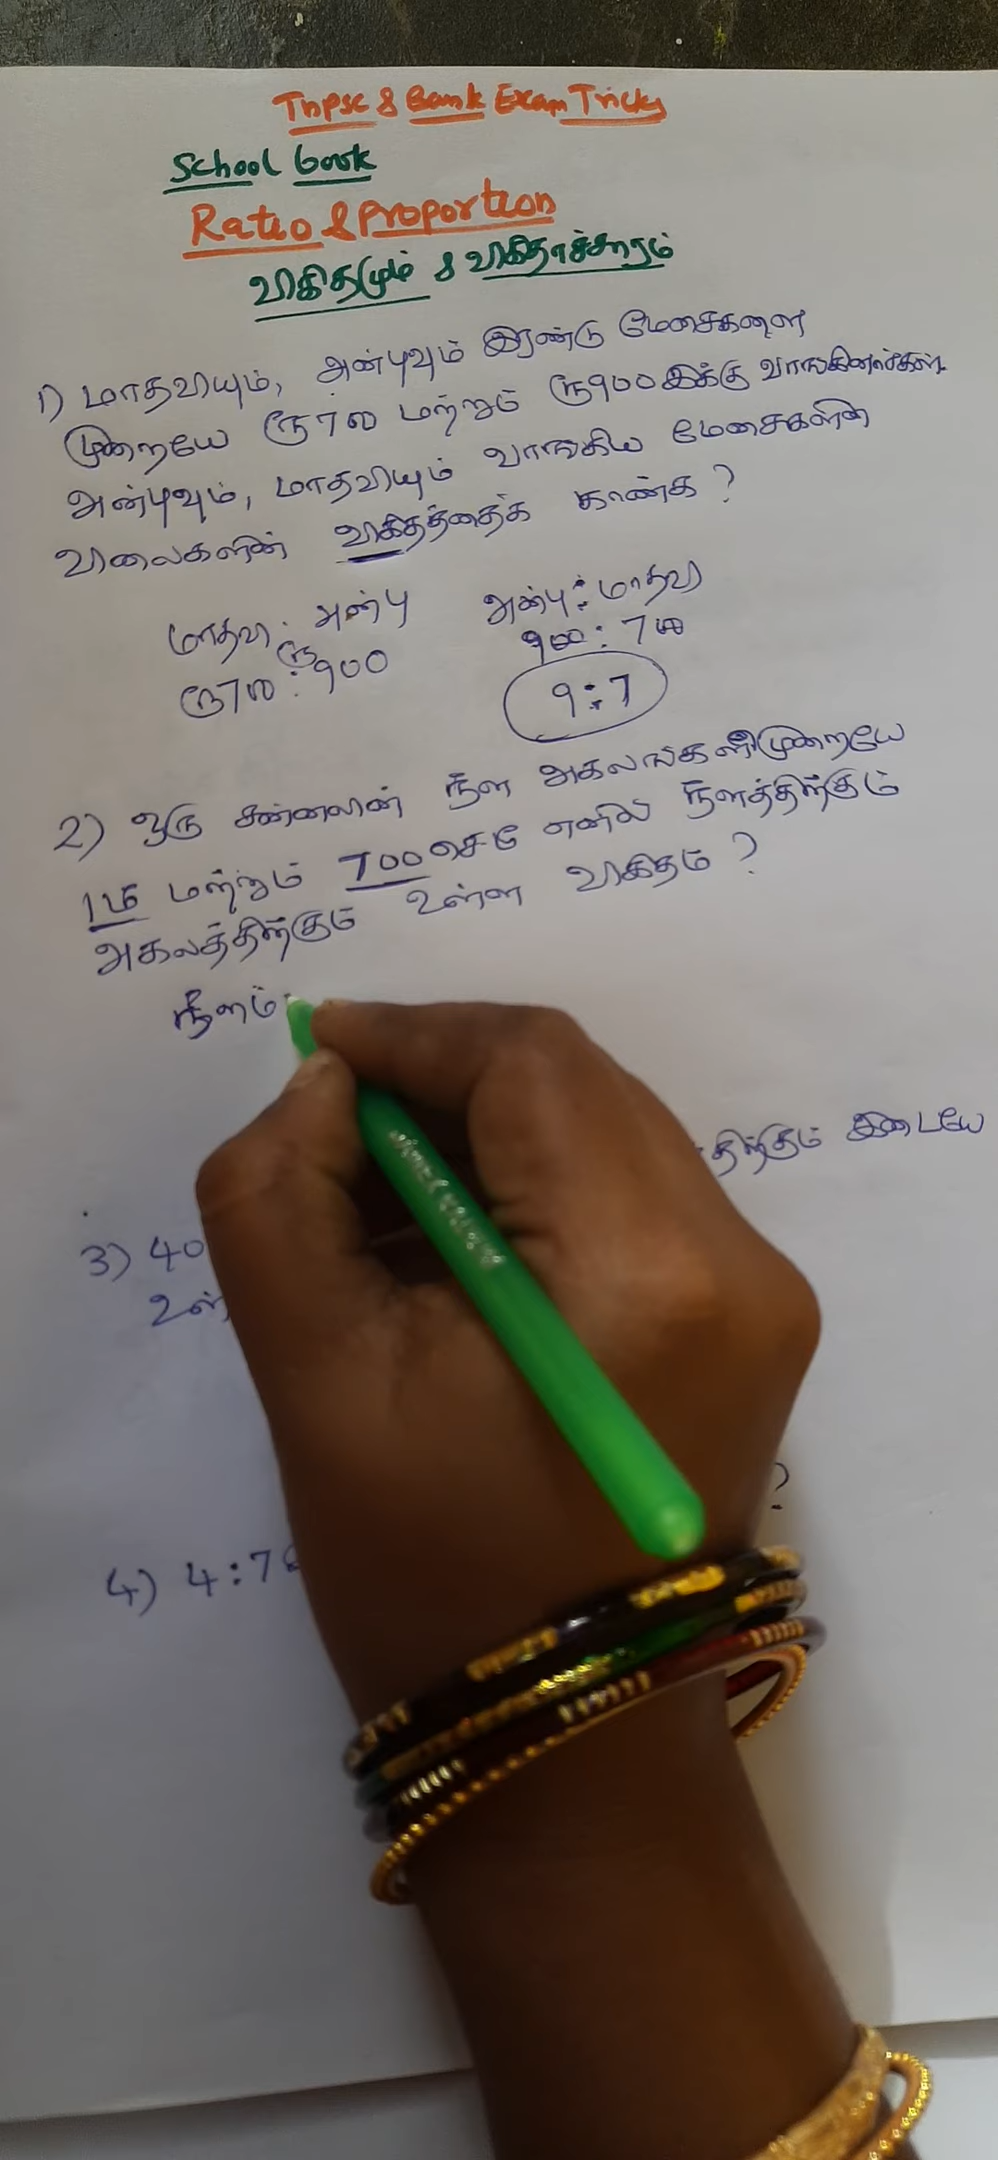 Tnpsc & Bank Exam Tricks
School book
Ratio & Proportion
விகிதமும் & விகிதாச்சாரம்
1) மாதவியும், அன்புவும் இரண்டு மேசைகளை
முறையே ரூ700 மற்றும் ரூ900 இக்கு வாங்கினார்கள்.
அன்புவும், மாதவியும் வாங்கிய மேசைகளின்
விலைகளின் விகிதத்தைக் காண்க?
மாதவி : அன்பு அன்பு : மாதவி
ரூ700 : ரூ900 900 : 700
9 : 7
2) ஒரு சன்னலின் நீள அகலங்கள் முறையே
1மீ மற்றும் 700 செமீ எனில் நீளத்திற்கும்
அகலத்திற்கும் உள்ள விகிதம்?
நீளம்
திற்கும் இடையே
3) 40
உள்
?
4) 4:7